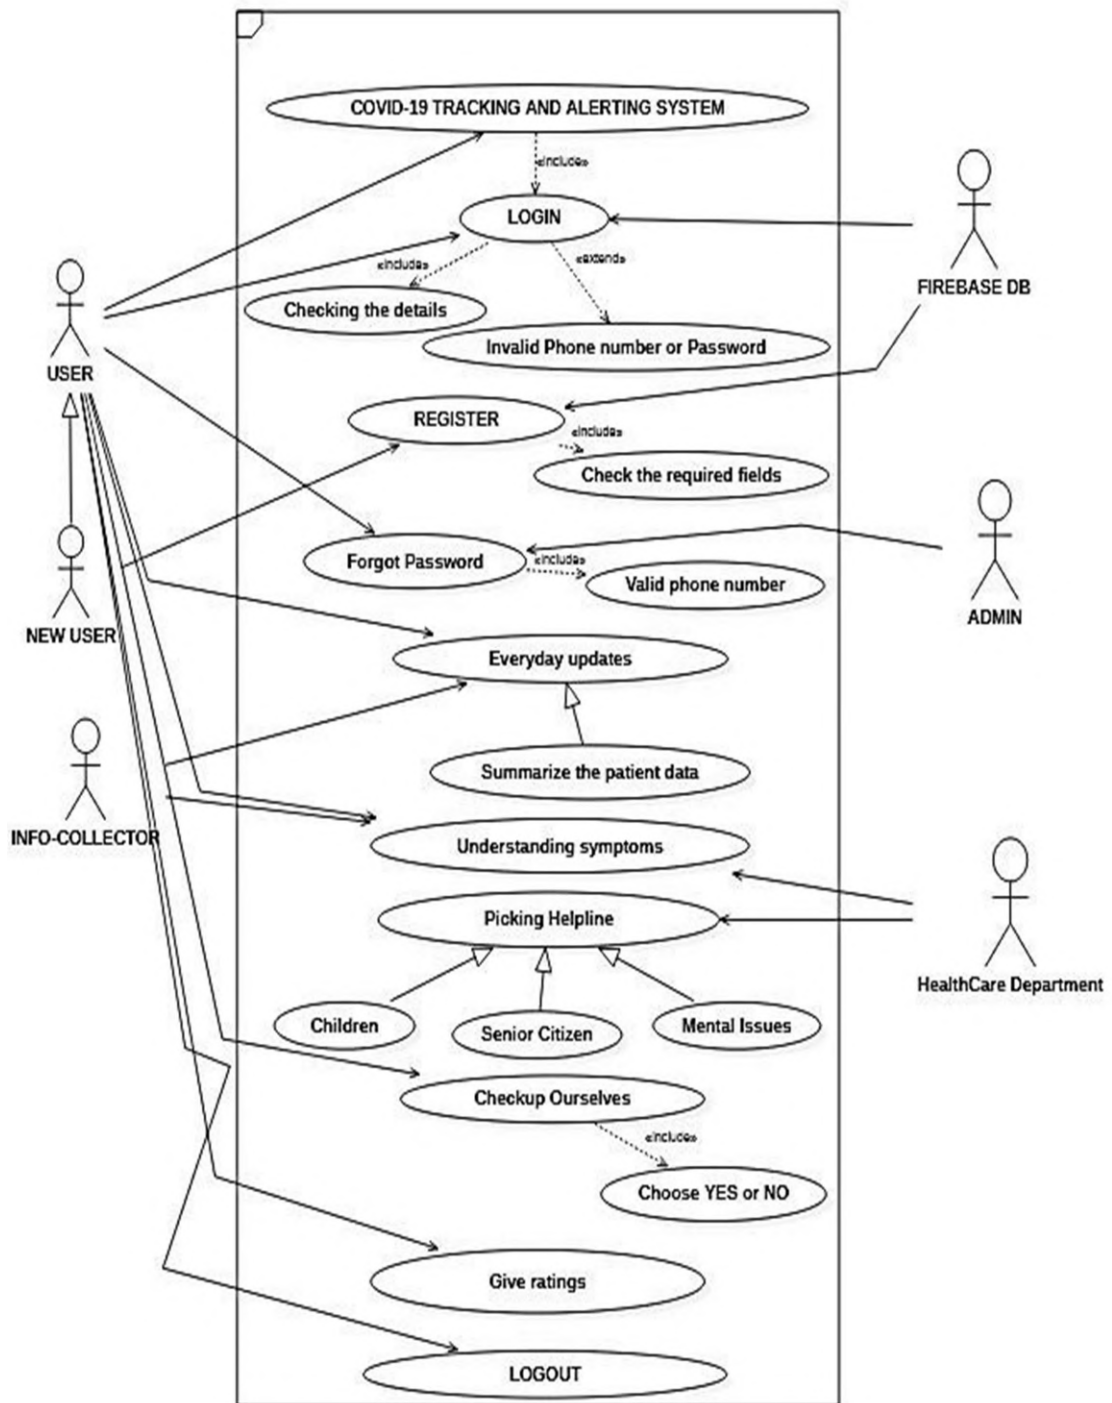 COVID-19 TRACKING AND ALERTING SYSTEM
«include»
LOGIN
«include»
«extend»
FIREBASE DB
Checking the details
Invalid Phone number or Password
USER
REGISTER
«include»
Check the required fields
Forgot Password
«include»
Valid phone number
ADMIN
NEW USER
Everyday updates
Summarize the patient data
INFO-COLLECTOR
Understanding symptoms
Picking Helpline
HealthCare Department
Children
Senior Citizen
Mental Issues
Checkup Ourselves
«include»
Choose YES or NO
Give ratings
LOGOUT